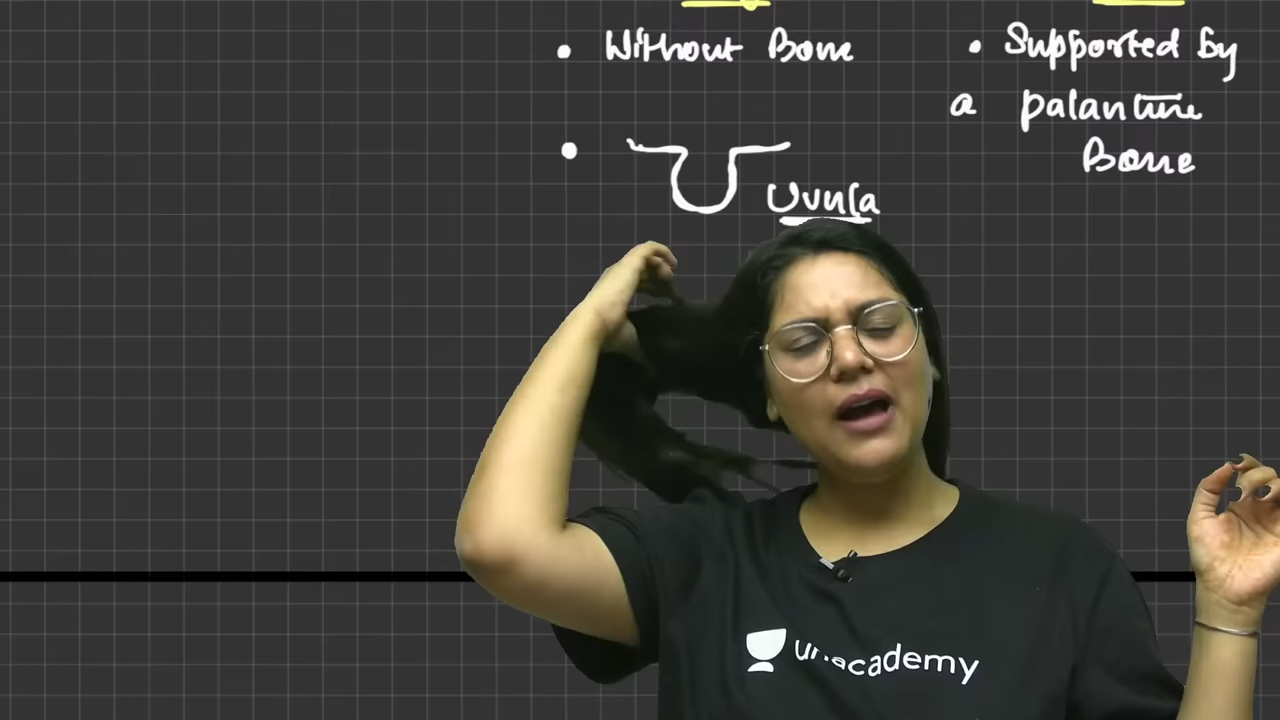 • Without Bone
• Uvula
• Supported by
a palantine
Bone
unacademy